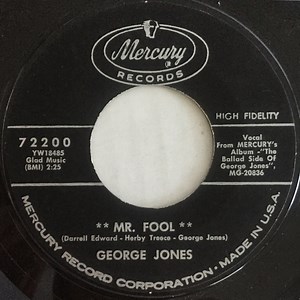 Mercury
RECORDS
HIGH FIDELITY
72200
YW18485
Glad Music
(BMI) 2:25
Vocal
From MERCURY's
Album -"The
Ballad Side Of
George Jones",
MG-20836
** MR. FOOL **
(Darrell Edward - Herby Treece - George Jones)
GEORGE JONES
MERCURY RECORD CORPORATION • MADE IN U.S.A.